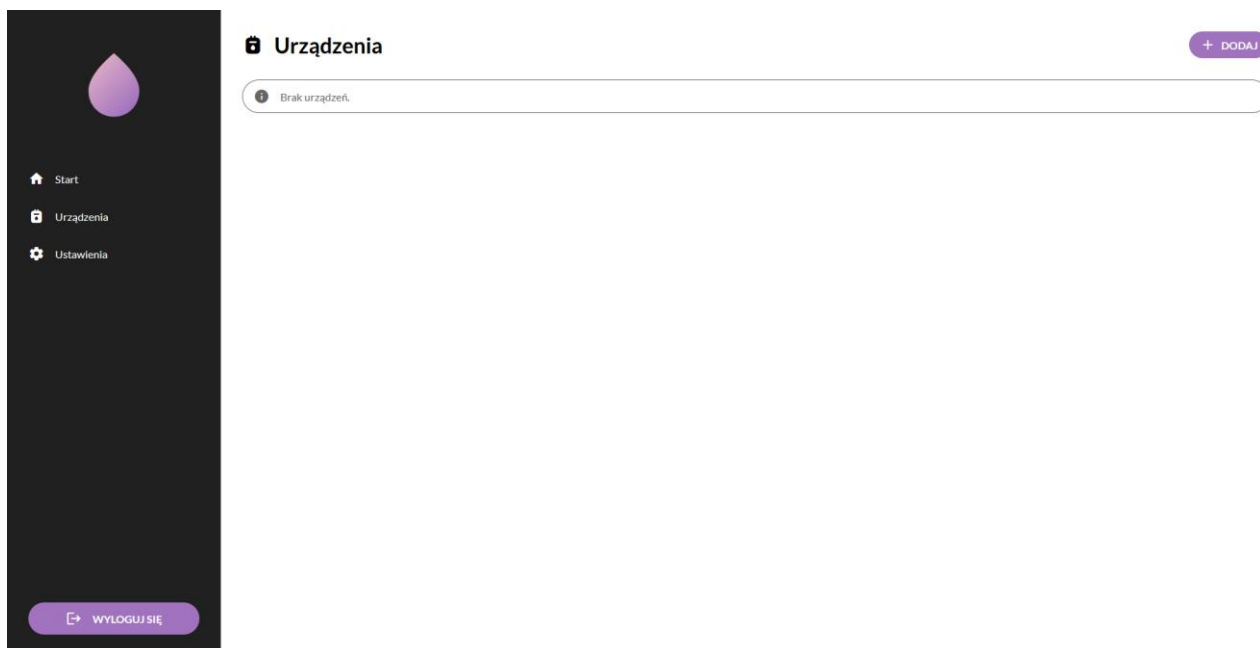 Urządzenia
+ DODAJ
Brak urządzeń.
Start
Urządzenia
Ustawienia
WYLOGUJ SIĘ